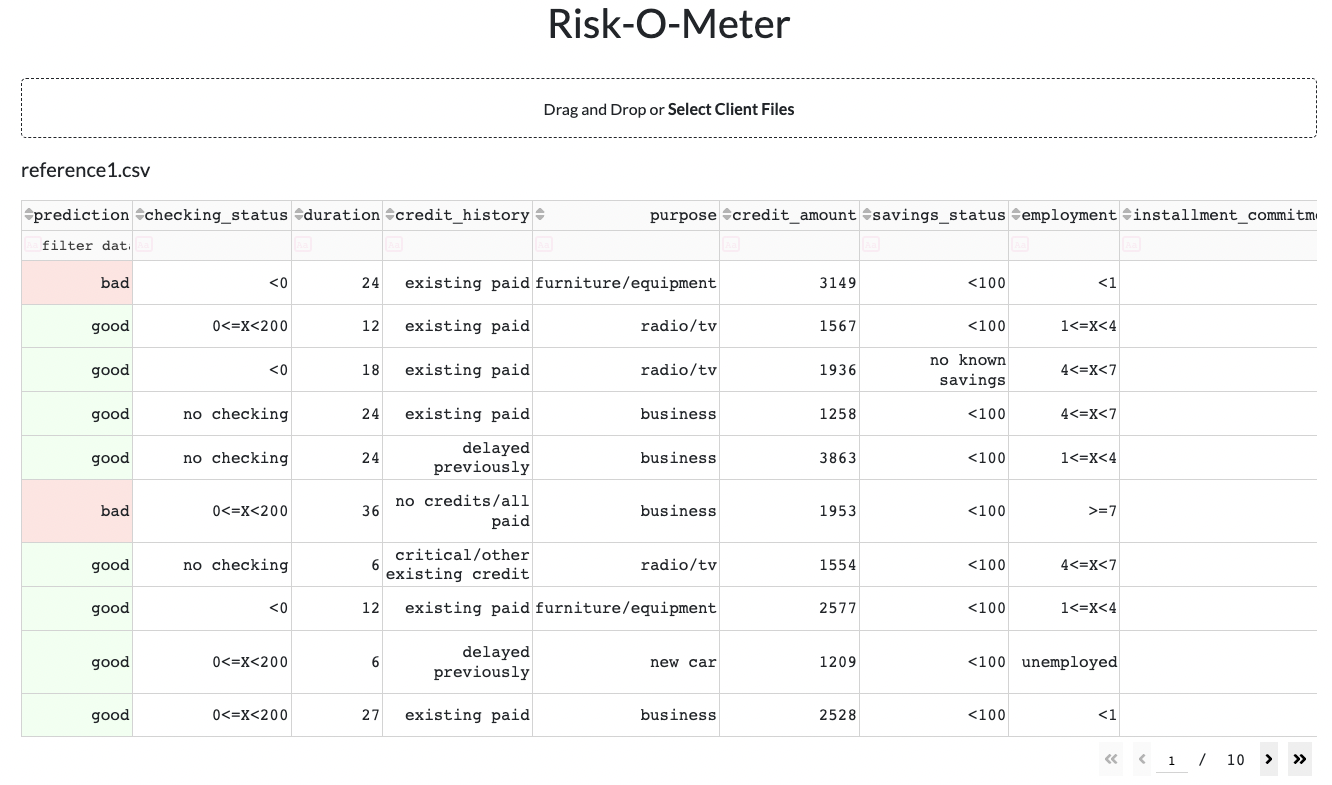 Risk-O-Meter
Drag and Drop or Select Client Files
reference1.csv
prediction checking_status duration credit_history purpose credit_amount savings_status employment installment_commitm
filter dat
bad <0 24 existing paid furniture/equipment 3149 <100 <1
good 0<=X<200 12 existing paid radio/tv 1567 <100 1<=X<4
good <0 18 existing paid radio/tv 1936 no known savings 4<=X<7
good no checking 24 existing paid business 1258 <100 4<=X<7
good no checking 24 delayed previously business 3863 <100 1<=X<4
bad 0<=X<200 36 no credits/all paid business 1953 <100 >=7
good no checking 6 critical/other existing credit radio/tv 1554 <100 4<=X<7
good <0 12 existing paid furniture/equipment 2577 <100 1<=X<4
good 0<=X<200 6 delayed previously new car 1209 <100 unemployed
good 0<=X<200 27 existing paid business 2528 <100 <1
1 / 10